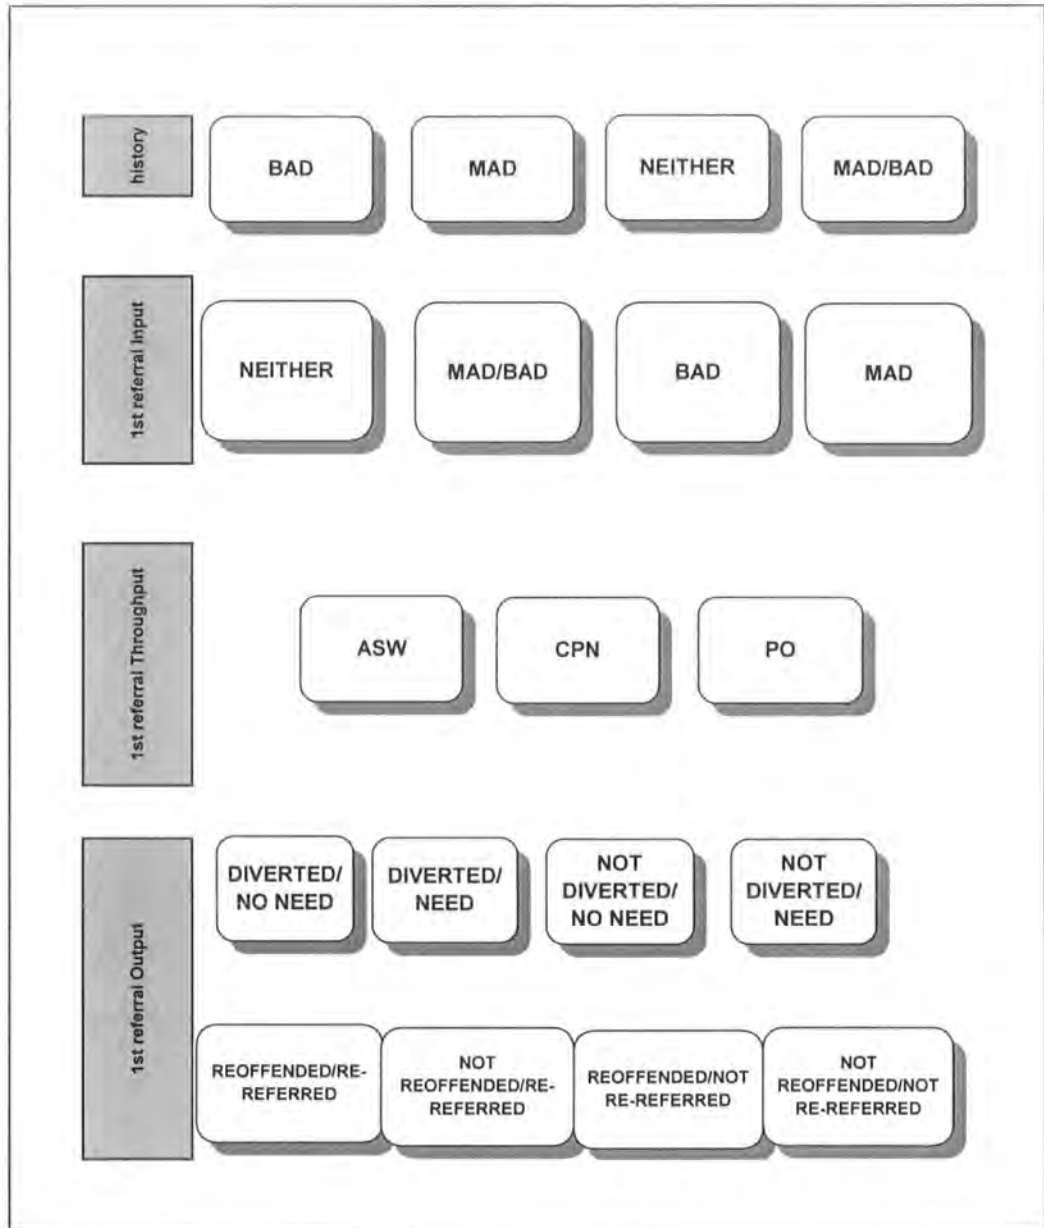 history
BAD
MAD
NEITHER
MAD/BAD
1st referral Input
NEITHER
MAD/BAD
BAD
MAD
1st referral Throughput
ASW
CPN
PO
1st referral Output
DIVERTED/
NO NEED
DIVERTED/
NEED
NOT
DIVERTED/
NO NEED
NOT
DIVERTED/
NEED
REOFFENDED/RE-
REFERRED
NOT
REOFFENDED/RE-
REFERRED
REOFFENDED/NOT
RE-REFERRED
NOT
REOFFENDED/NOT
RE-REFERRED